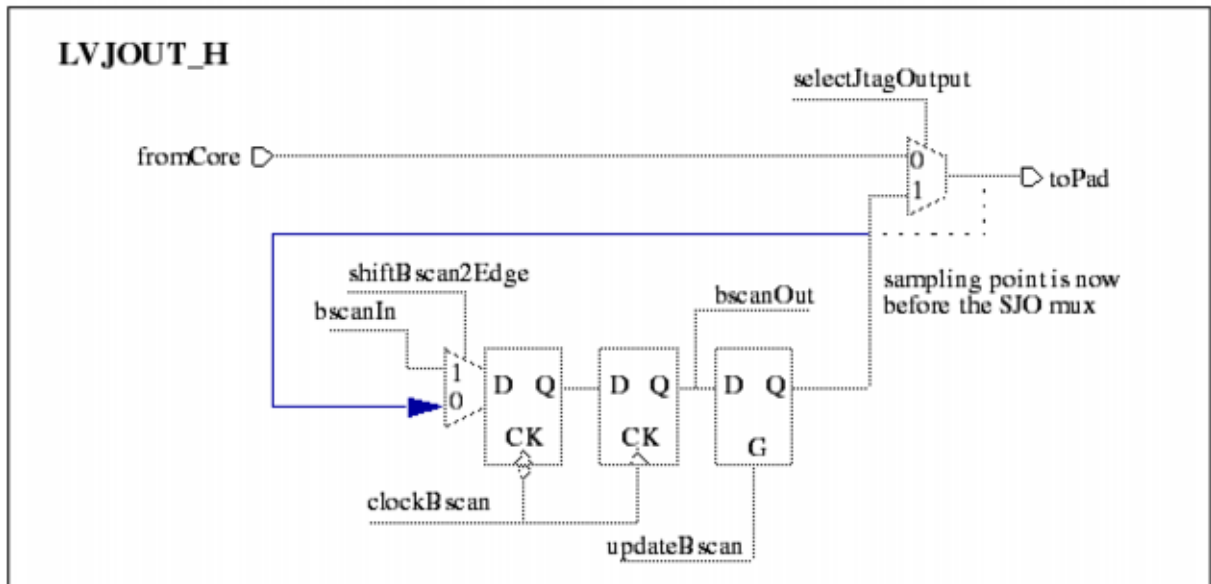 LVJOUT_H
selectJtagOutput
fromCore
0
1
toPad
shiftBscan2Edge
bscanIn
bscanOut
sampling point is now
before the SJO mux
1
0
D Q
D Q
D Q
CK
CK
G
clockBscan
updateBscan